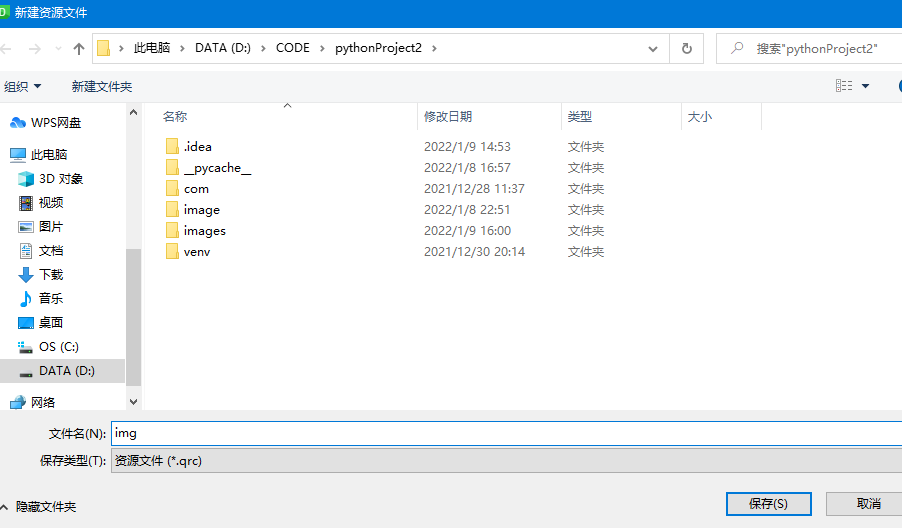 新建资源文件
此电脑 DATA (D:) CODE pythonProject2
搜索"pythonProject2"
组织 新建文件夹
名称 修改日期 类型 大小
WPS网盘
此电脑
3D 对象
视频
图片
文档
下载
音乐
桌面
OS (C:)
DATA (D:)
网络
.idea 2022/1/9 14:53 文件夹
__pycache__ 2022/1/8 16:57 文件夹
com 2021/12/28 11:37 文件夹
image 2022/1/8 22:51 文件夹
images 2022/1/9 16:00 文件夹
venv 2021/12/30 20:14 文件夹
文件名(N): img
保存类型(T): 资源文件 (*.qrc)
隐藏文件夹 保存(S) 取消